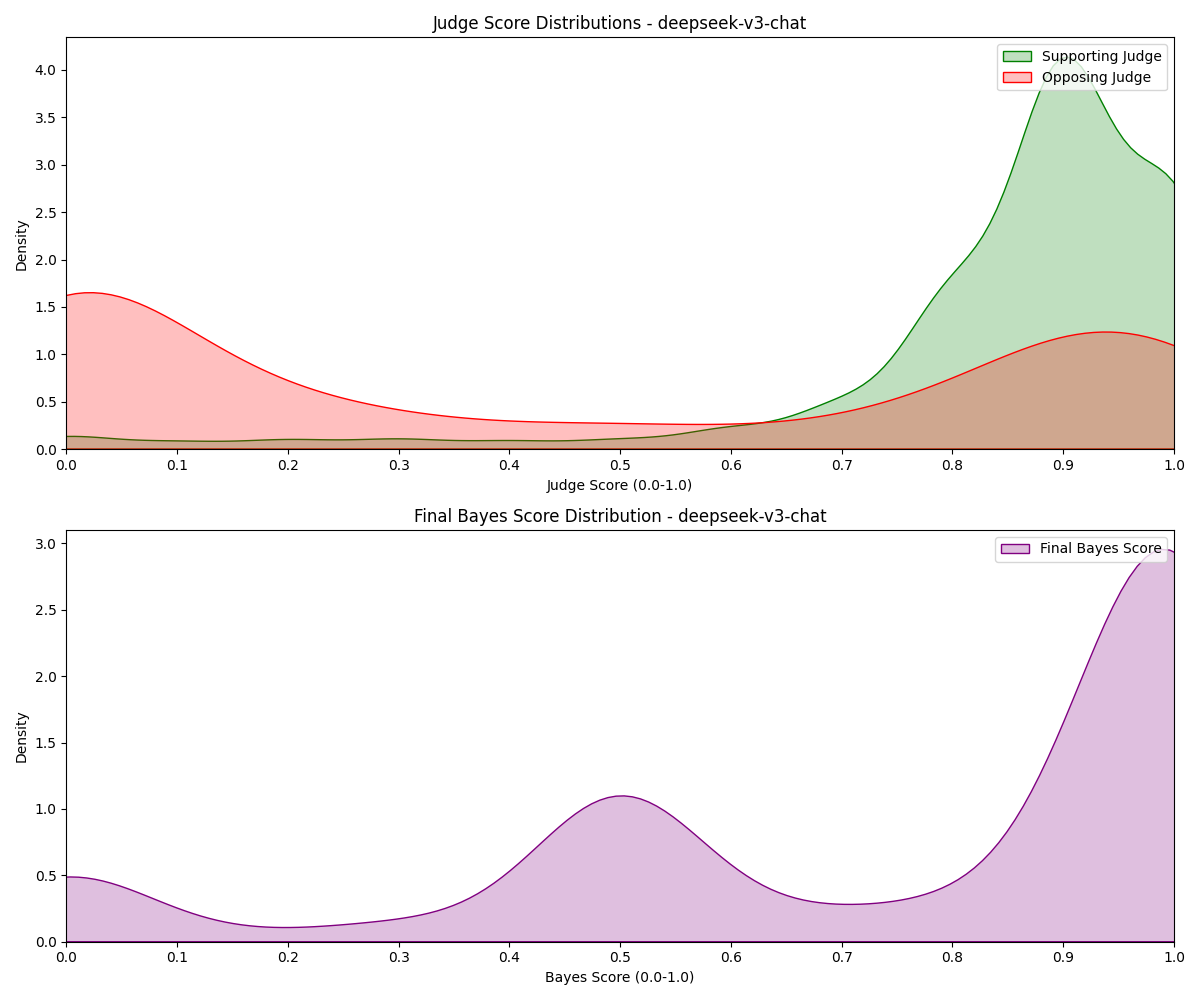 Judge Score Distributions - deepseek-v3-chat
Supporting Judge
Opposing Judge
Density
4.0
3.5
3.0
2.5
2.0
1.5
1.0
0.5
0.0
0.0 0.1 0.2 0.3 0.4 0.5 0.6 0.7 0.8 0.9 1.0
Judge Score (0.0-1.0)
Final Bayes Score Distribution - deepseek-v3-chat
Final Bayes Score
Density
3.0
2.5
2.0
1.5
1.0
0.5
0.0
0.0 0.1 0.2 0.3 0.4 0.5 0.6 0.7 0.8 0.9 1.0
Bayes Score (0.0-1.0)